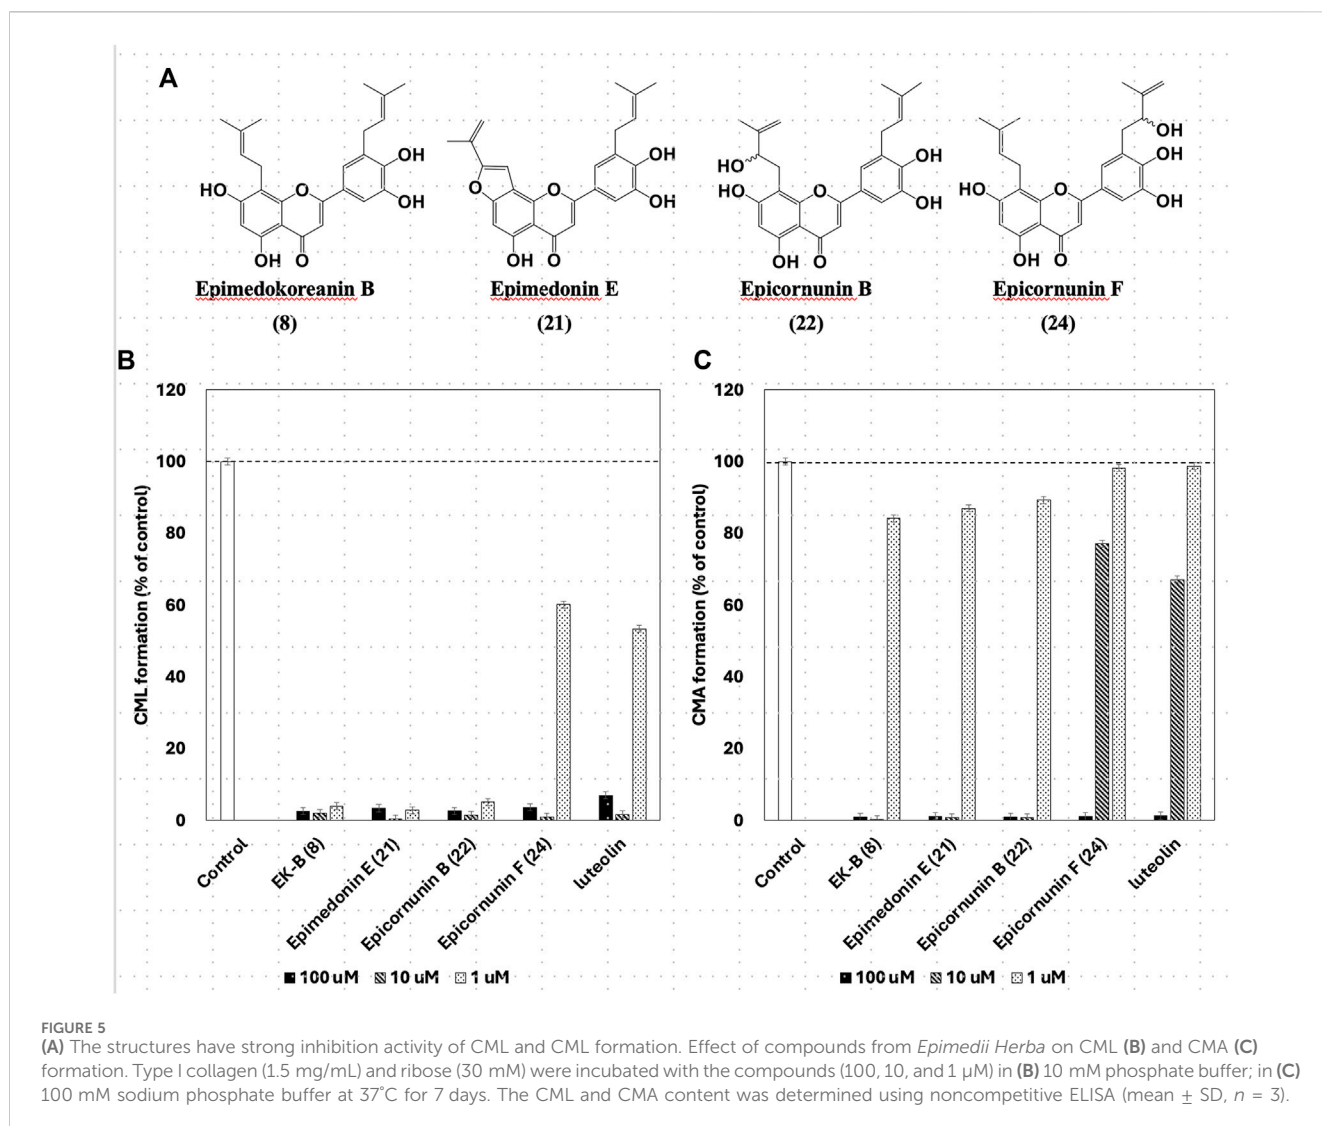 A
HO
O
OH
OH
OH O
Epimedokoreanin B
(8)
O
O
OH
OH
OH O
Epimedonin E
(21)
HO
HO
O
OH
OH
OH O
Epicornunin B
(22)
HO
O
OH
OH
OH
OH O
Epicornunin F
(24)
B
CML formation (% of control)
120
100
80
60
40
20
0
Control
EK-B (8)
Epimedonin E (21)
Epicornunin B (22)
Epicornunin F (24)
luteolin
100 uM 10 uM 1 uM
C
CMA formation (% of control)
120
100
80
60
40
20
0
Control
EK-B (8)
Epimedonin E (21)
Epicornunin B (22)
Epicornunin F (24)
luteolin
100 uM 10 uM 1 uM
FIGURE 5
(A) The structures have strong inhibition activity of CML and CML formation. Effect of compounds from Epimedii Herba on CML (B) and CMA (C)
formation. Type I collagen (1.5 mg/mL) and ribose (30 mM) were incubated with the compounds (100, 10, and 1 μM) in (B) 10 mM phosphate buffer; in (C)
100 mM sodium phosphate buffer at 37°C for 7 days. The CML and CMA content was determined using noncompetitive ELISA (mean ± SD, n = 3).